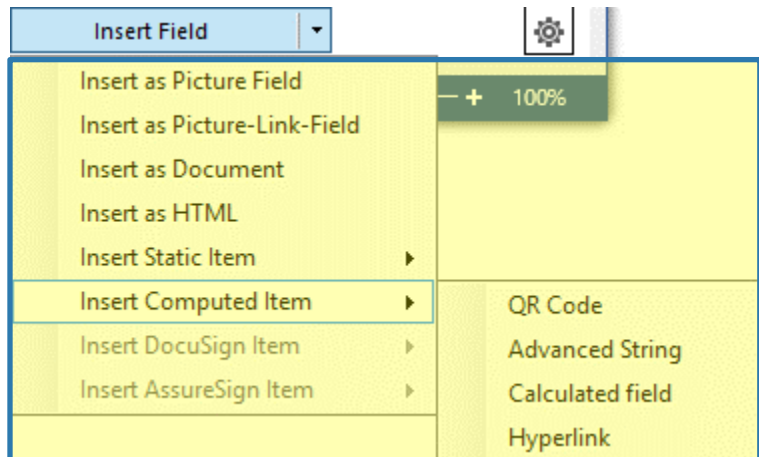 Insert Field
Insert as Picture Field
— + 100%
Insert as Picture-Link-Field
Insert as Document
Insert as HTML
Insert Static Item
Insert Computed Item
Insert DocuSign Item
Insert AssureSign Item
QR Code
Advanced String
Calculated field
Hyperlink